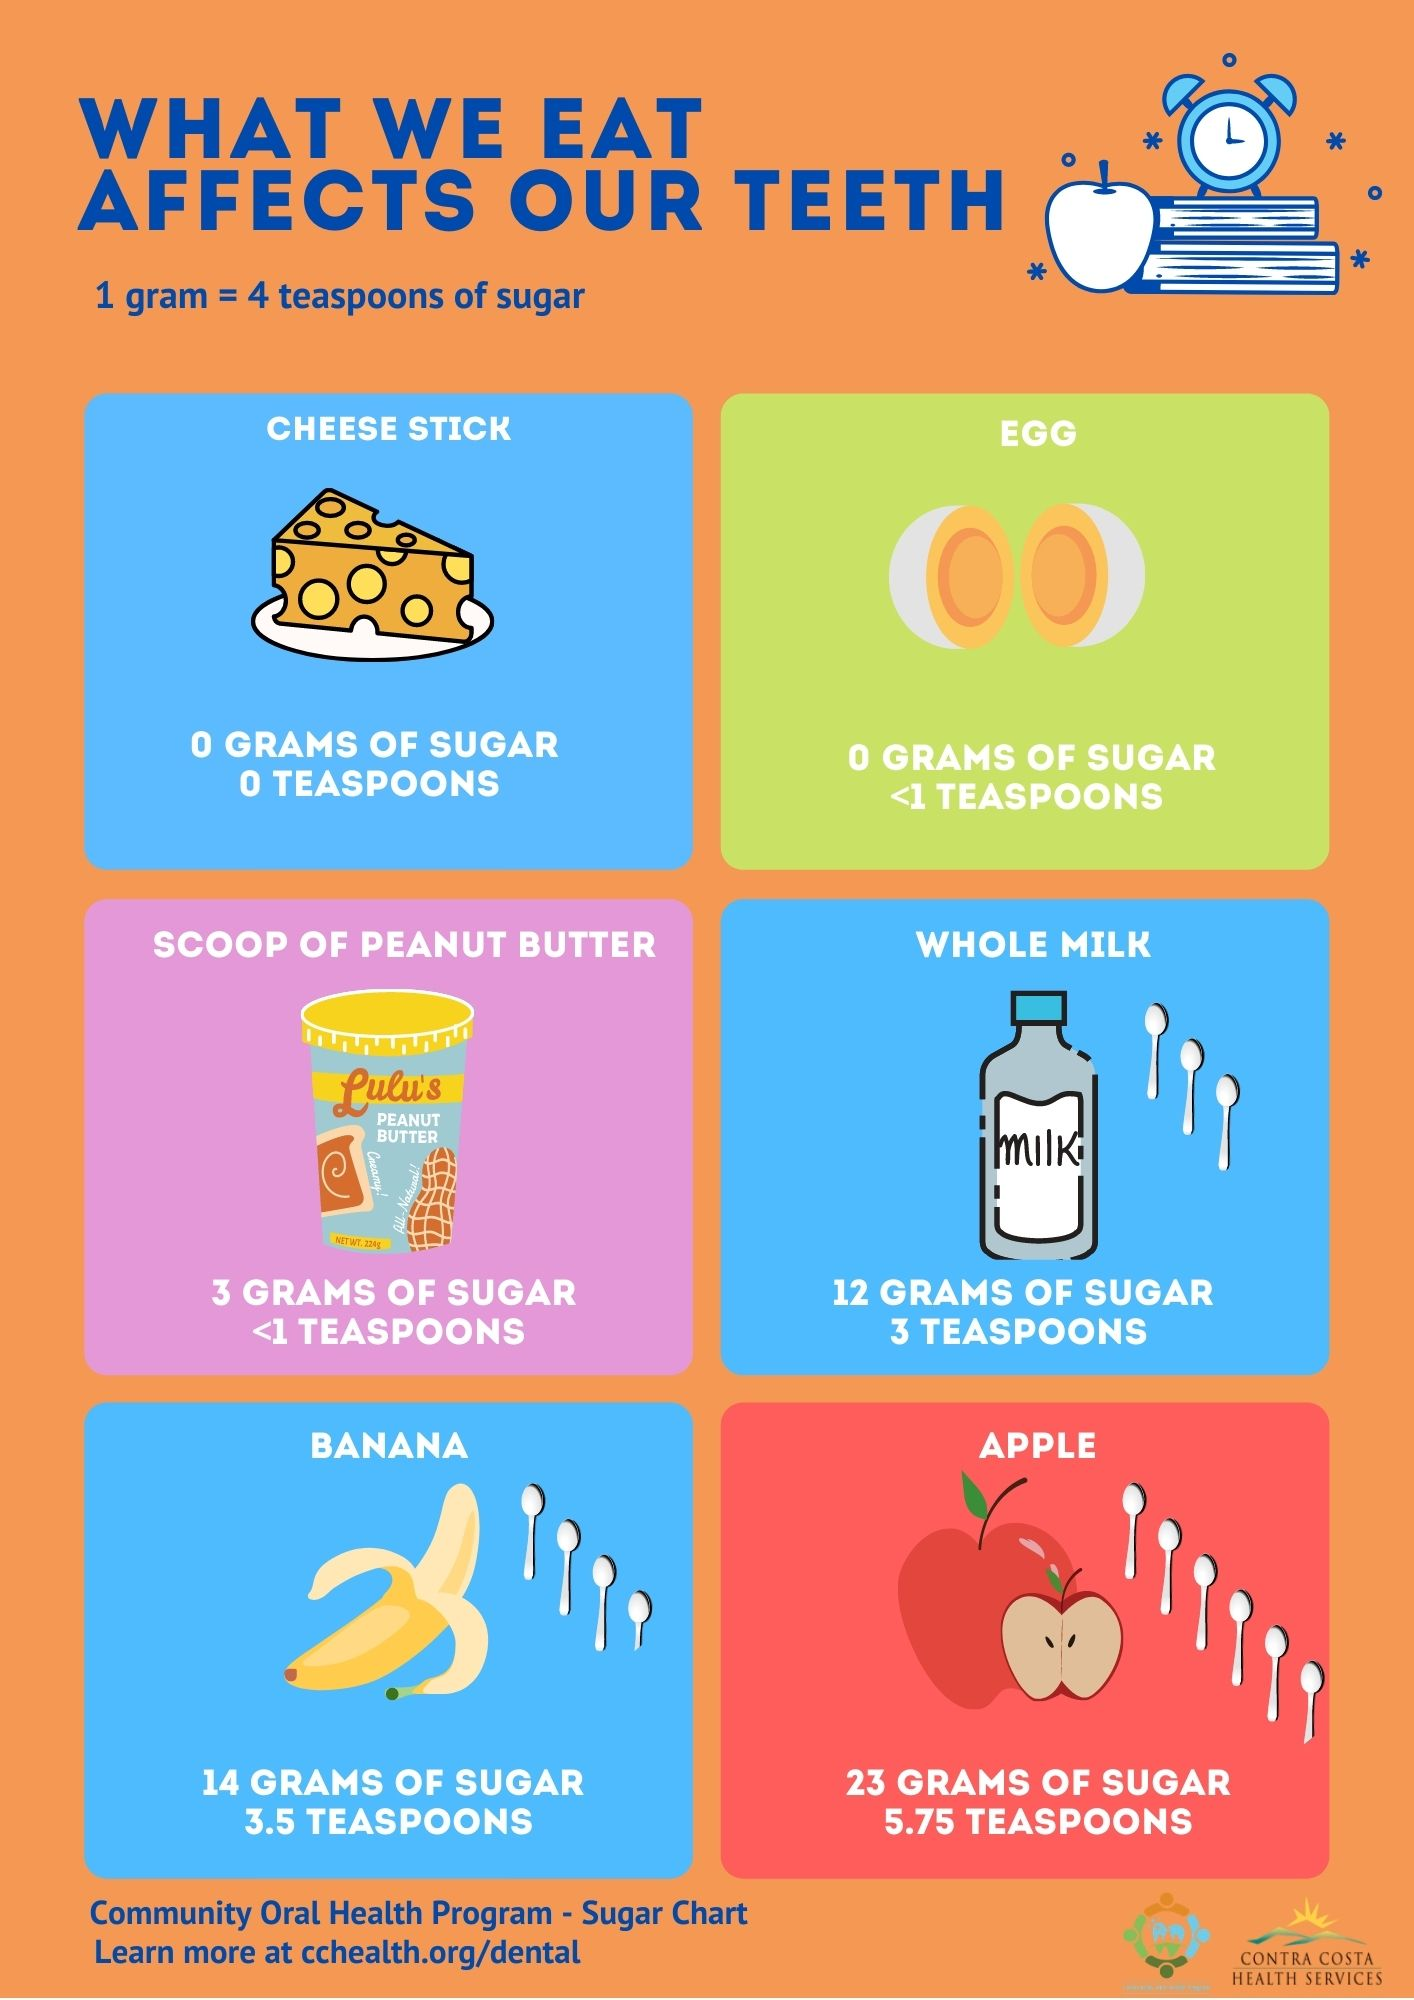 WHAT WE EAT
AFFECTS OUR TEETH
1 gram = 4 teaspoons of sugar
CHEESE STICK
0 GRAMS OF SUGAR
0 TEASPOONS
EGG
0 GRAMS OF SUGAR
<1 TEASPOONS
SCOOP OF PEANUT BUTTER
Lulu's
PEANUT
BUTTER
Creamy!
All-Natural!
NET WT. 224g
3 GRAMS OF SUGAR
<1 TEASPOONS
WHOLE MILK
milk
12 GRAMS OF SUGAR
3 TEASPOONS
BANANA
14 GRAMS OF SUGAR
3.5 TEASPOONS
APPLE
23 GRAMS OF SUGAR
5.75 TEASPOONS
Community Oral Health Program - Sugar Chart
Learn more at cchealth.org/dental
CONTRA COSTA
HEALTH SERVICES